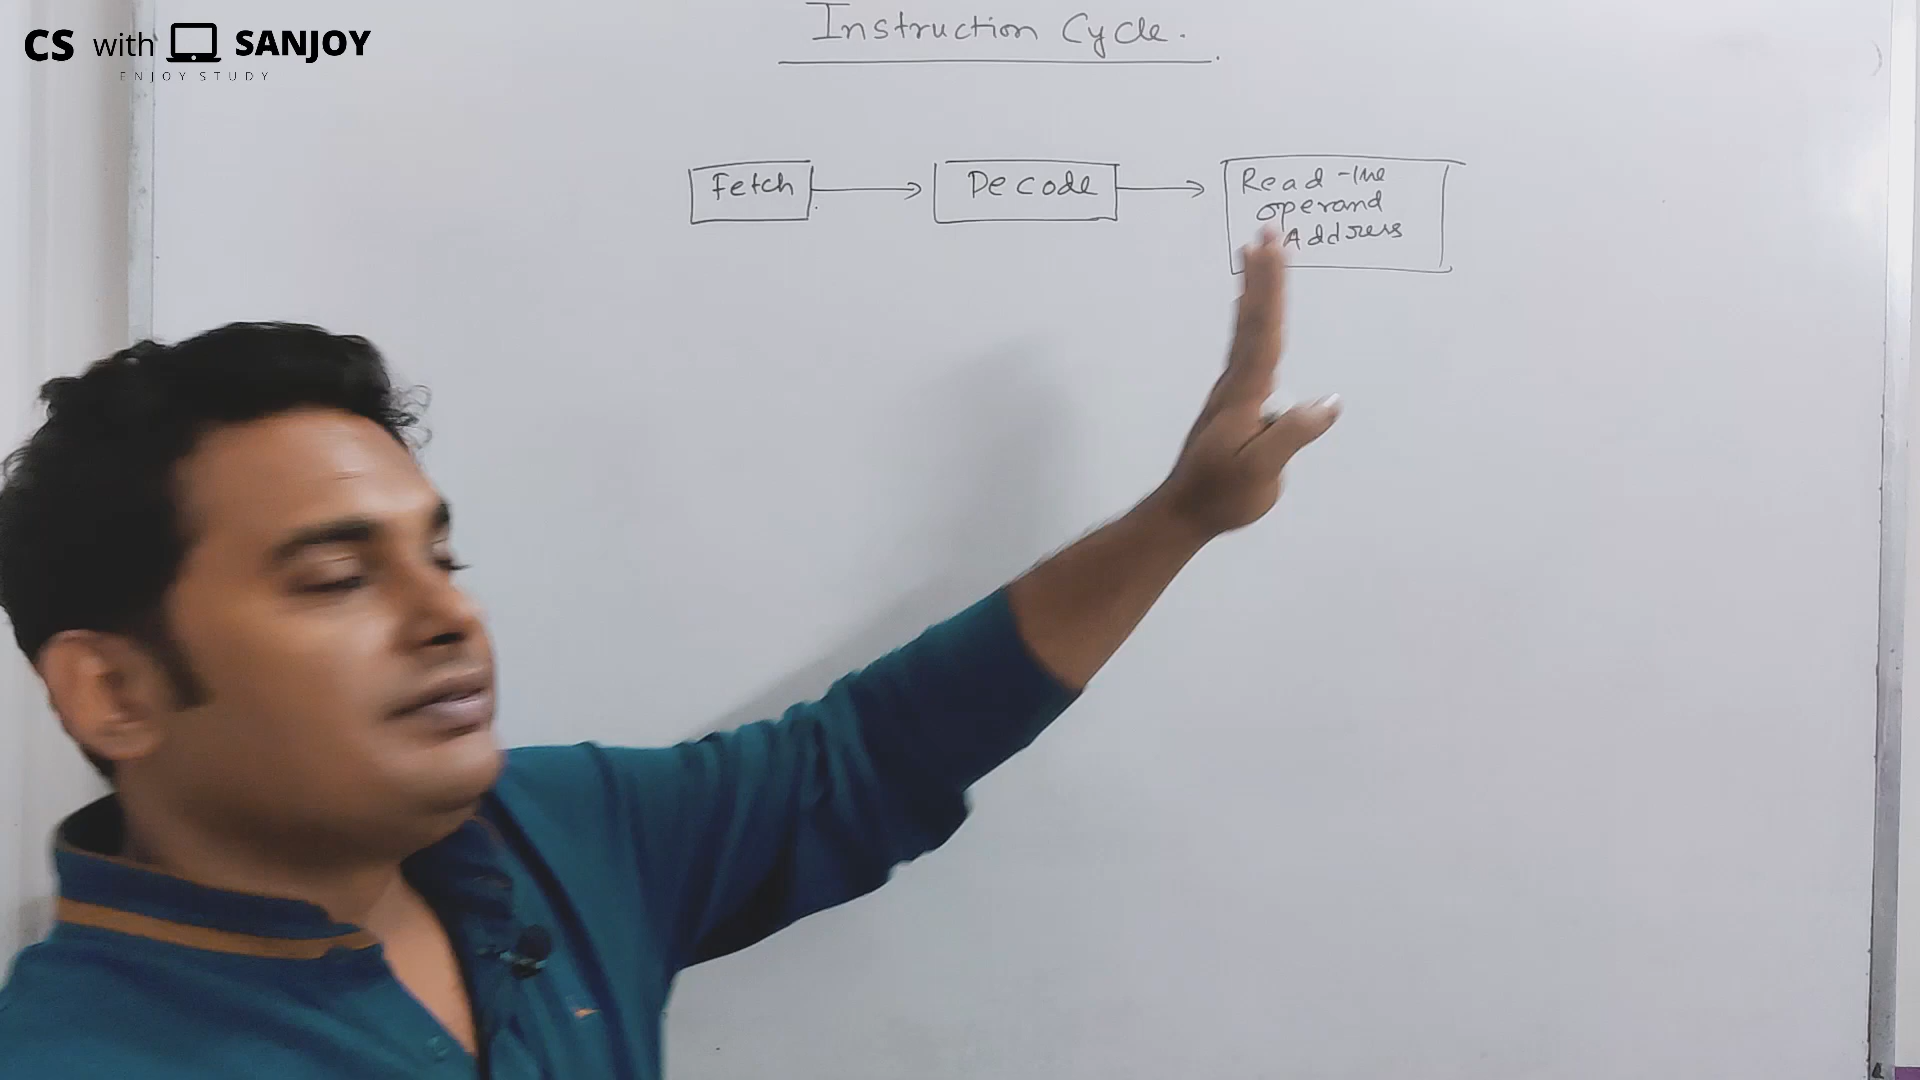 CS with SANJOY
ENJOY STUDY
Instruction Cycle.
Fetch
Decode
Read the
operand
Address